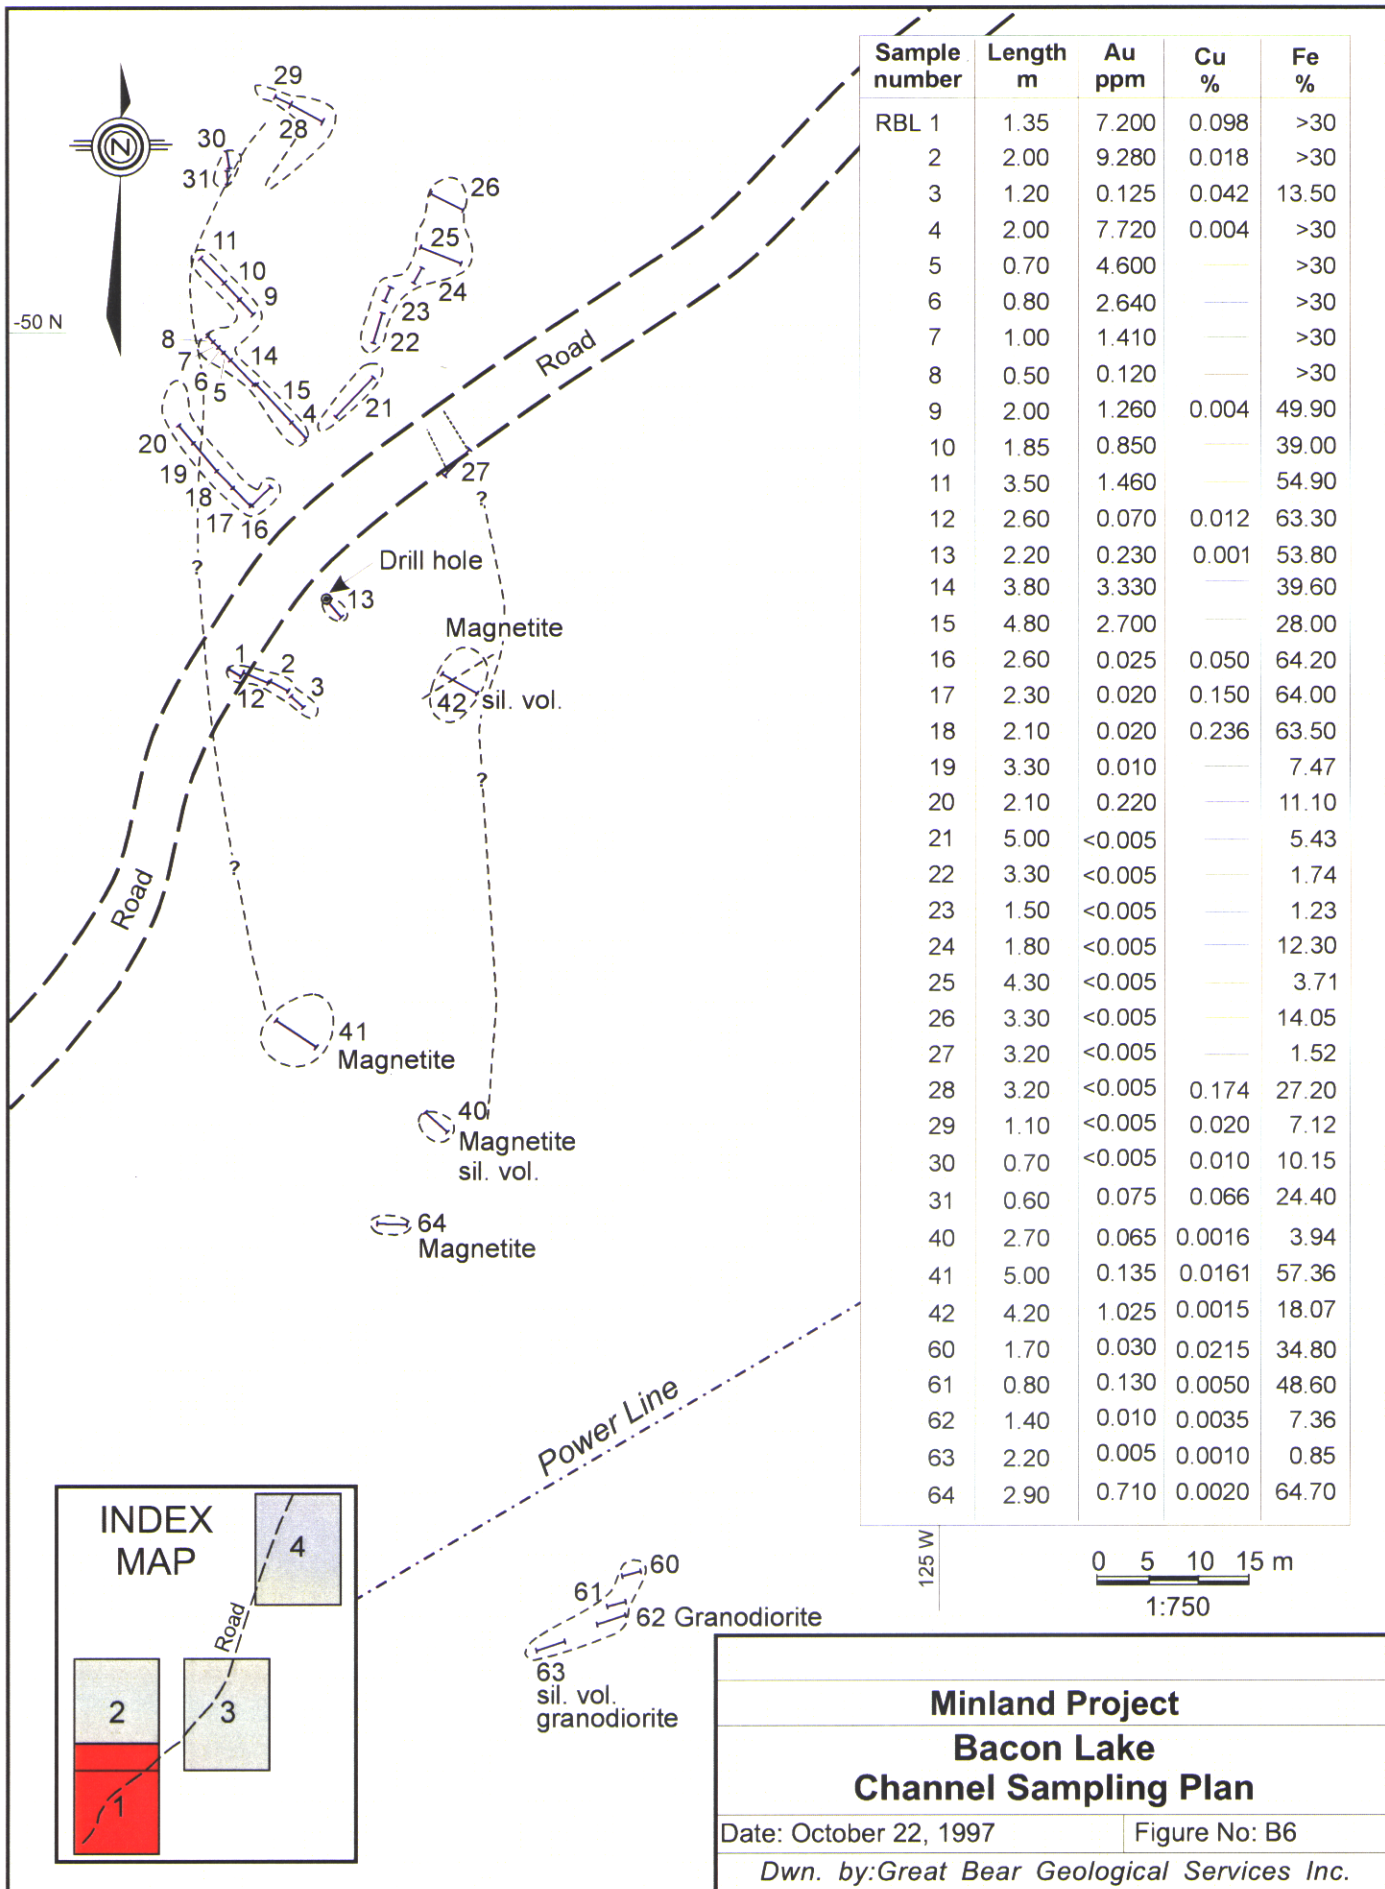 Sample number Length m Au ppm Cu % Fe %
RBL 1 1.35 7.200 0.098 >30
2 2.00 9.280 0.018 >30
3 1.20 0.125 0.042 13.50
4 2.00 7.720 0.004 >30
5 0.70 4.600 — >30
6 0.80 2.640 — >30
7 1.00 1.410 — >30
8 0.50 0.120 — >30
9 2.00 1.260 0.004 49.90
10 1.85 0.850 — 39.00
11 3.50 1.460 — 54.90
12 2.60 0.070 0.012 63.30
13 2.20 0.230 0.001 53.80
14 3.80 3.330 — 39.60
15 4.80 2.700 — 28.00
16 2.60 0.025 0.050 64.20
17 2.30 0.020 0.150 64.00
18 2.10 0.020 0.236 63.50
19 3.30 0.010 — 7.47
20 2.10 0.220 — 11.10
21 5.00 <0.005 — 5.43
22 3.30 <0.005 — 1.74
23 1.50 <0.005 — 1.23
24 1.80 <0.005 — 12.30
25 4.30 <0.005 — 3.71
26 3.30 <0.005 — 14.05
27 3.20 <0.005 — 1.52
28 3.20 <0.005 0.174 27.20
29 1.10 <0.005 0.020 7.12
30 0.70 <0.005 0.010 10.15
31 0.60 0.075 0.066 24.40
40 2.70 0.065 0.0016 3.94
41 5.00 0.135 0.0161 57.36
42 4.20 1.025 0.0015 18.07
60 1.70 0.030 0.0215 34.80
61 0.80 0.130 0.0050 48.60
62 1.40 0.010 0.0035 7.36
63 2.20 0.005 0.0010 0.85
64 2.90 0.710 0.0020 64.70
N
29
28
30
31
26
25
24
23
22
11
10
9
-50 N
8
7
6
5
14
15
4
21
20
19
18
17
16
27
Road
?
?
Drill hole
13
Magnetite
42 sil. vol.
1
2
12
3
?
?
Road
41
Magnetite
40
Magnetite
sil. vol.
64
Magnetite
Power Line
60
61
62 Granodiorite
63
sil. vol.
granodiorite
125 W
0 5 10 15 m
1:750
INDEX
MAP
4
Road
2
3
1
Minland Project
Bacon Lake
Channel Sampling Plan
Date: October 22, 1997 Figure No: B6
Dwn. by:Great Bear Geological Services Inc.